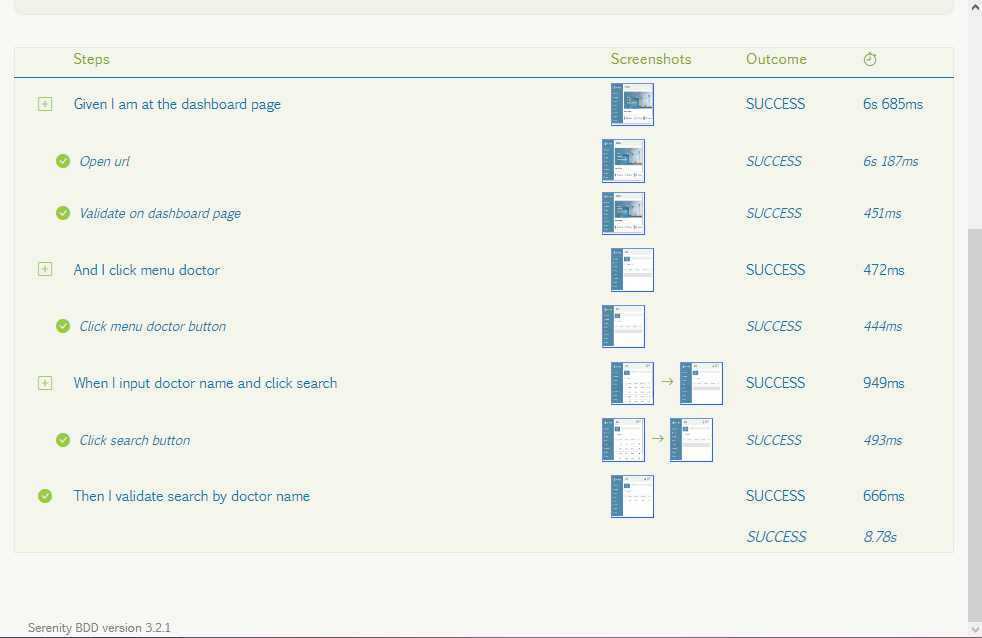 Steps Screenshots Outcome
Given I am at the dashboard page SUCCESS 6s 685ms
Open url SUCCESS 6s 187ms
Validate on dashboard page SUCCESS 451ms
And I click menu doctor SUCCESS 472ms
Click menu doctor button SUCCESS 444ms
When I input doctor name and click search SUCCESS 949ms
Click search button SUCCESS 493ms
Then I validate search by doctor name SUCCESS 666ms
SUCCESS 8.78s
Serenity BDD version 3.2.1